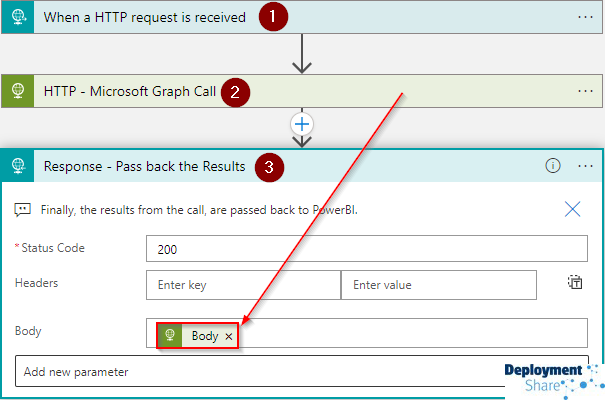 When a HTTP request is received 1
HTTP - Microsoft Graph Call 2
Response - Pass back the Results 3
Finally, the results from the call, are passed back to PowerBI.
*Status Code 200
Headers Enter key Enter value
Body Body ×
Add new parameter
Deployment
Share